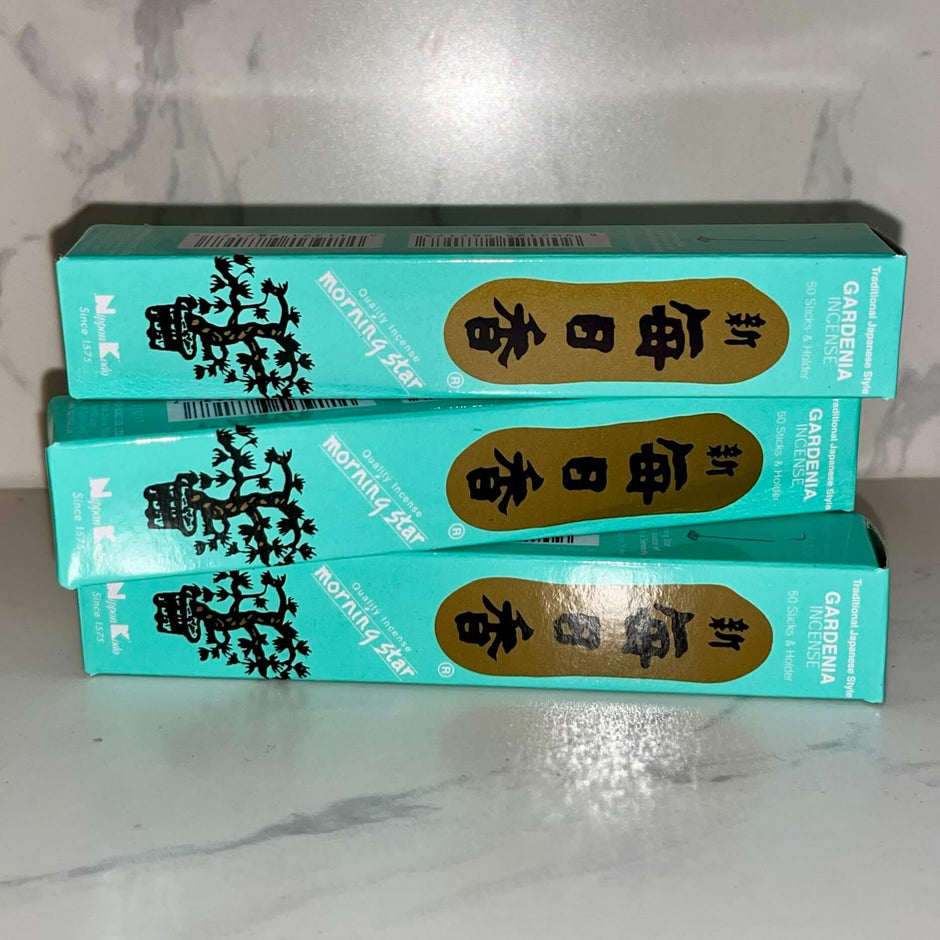 Traditional Japanese Style
GARDENIA
INCENSE
50 Sticks & Holder
新毎日香
Quality Incense
morning star
®
Nippon Kodo
Since 1575
Traditional Japanese Style
GARDENIA
INCENSE
50 Sticks & Holder
新毎日香
Quality Incense
morning star
®
Nippon Kodo
Since 1575
Traditional Japanese Style
GARDENIA
INCENSE
50 Sticks & Holder
新毎日香
Quality Incense
morning star
®
Nippon Kodo
Since 1575